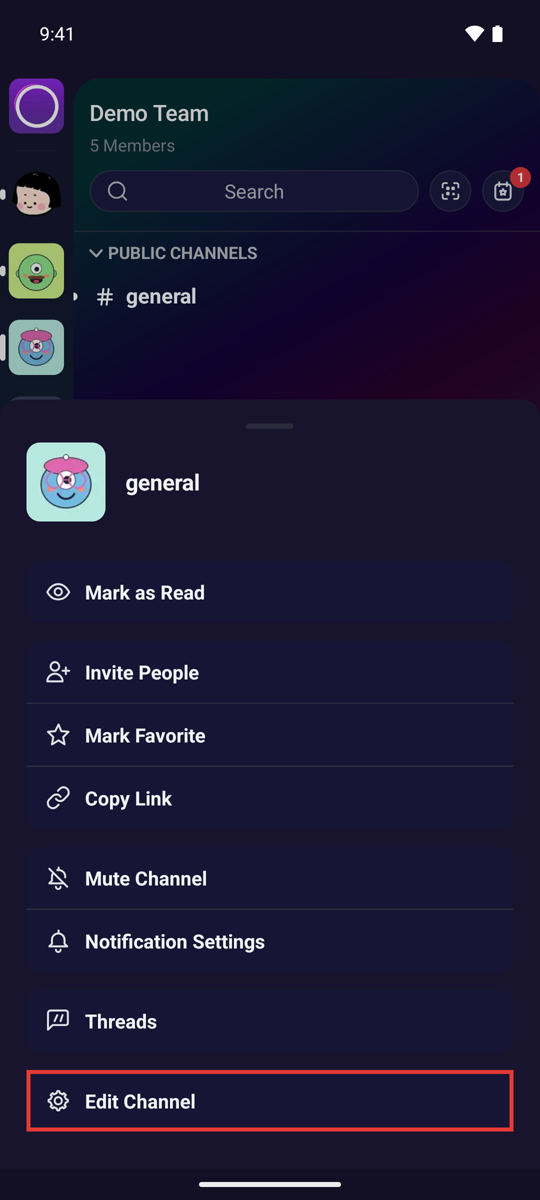 9:41
Demo Team
5 Members
Search
1
PUBLIC CHANNELS
# general
general
Mark as Read
Invite People
Mark Favorite
Copy Link
Mute Channel
Notification Settings
Threads
Edit Channel